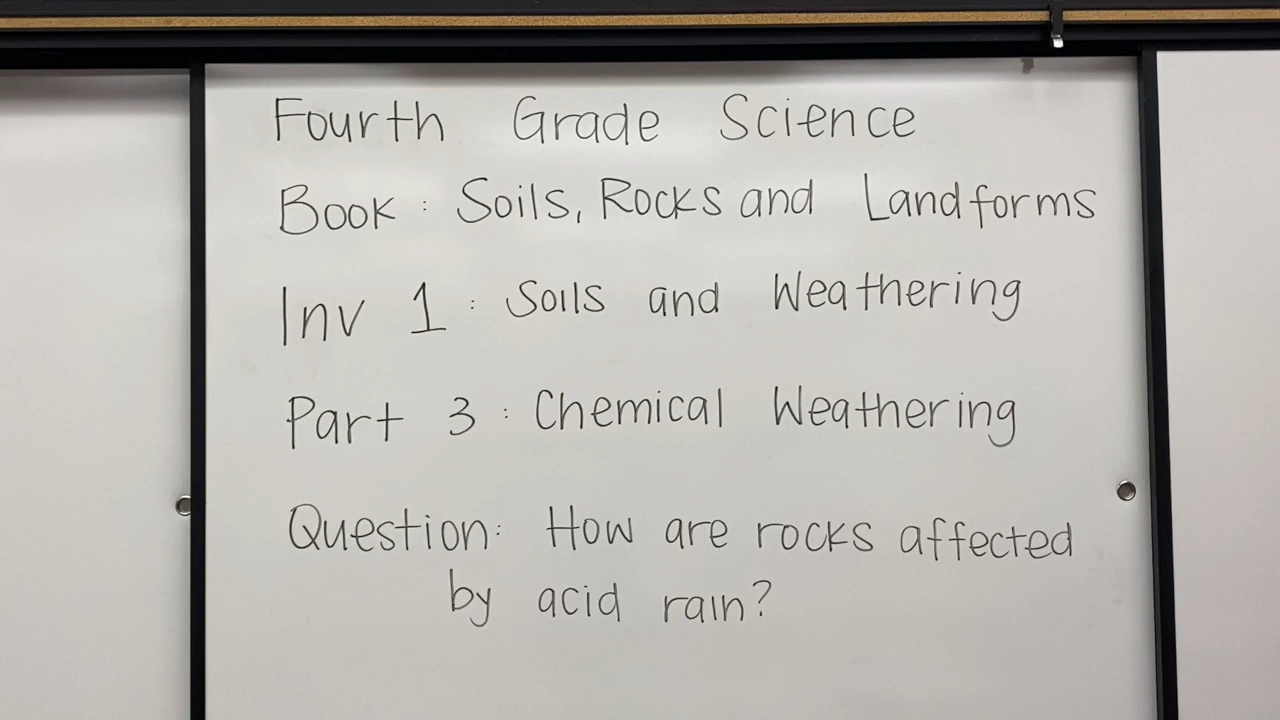 Fourth Grade Science
Book : Soils, Rocks and Landforms
Inv 1 : Soils and Weathering
Part 3 : Chemical Weathering
Question: How are rocks affected
by acid rain?